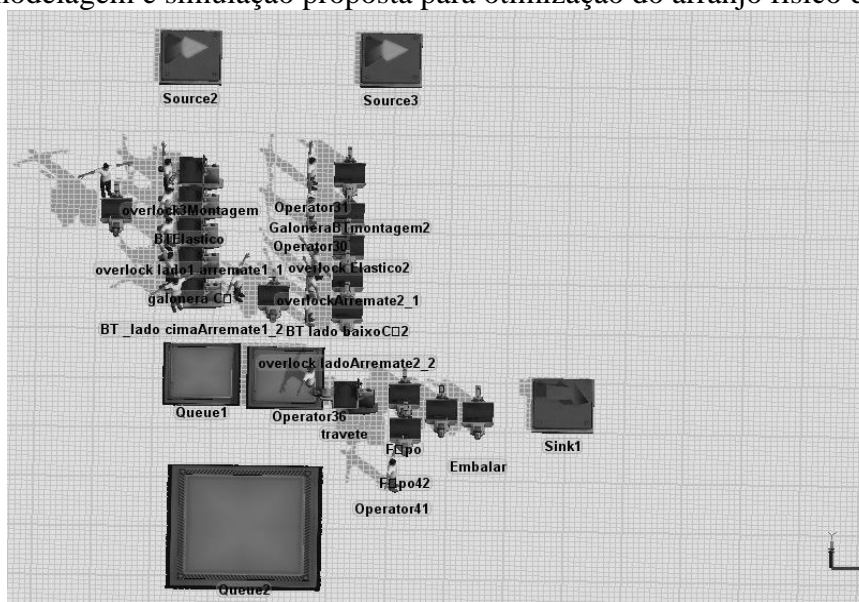 modelagem e simulação proposta para otimização do arranjo físico
Source2
Source3
overlock3Montagem
Operator31
GaloneraBTmontagem2
BTElastico
Operator30
overlock lado1 arremate1_1
overlock Elastico2
galonera C□
overlockArremate2_1
BT _lado cimaArremate1_2
BT lado baixoC□2
overlock ladoArremate2_2
Queue1
Operator36
travete
F□po
Sink1
Embalar
F□po42
Operator41
Queue2